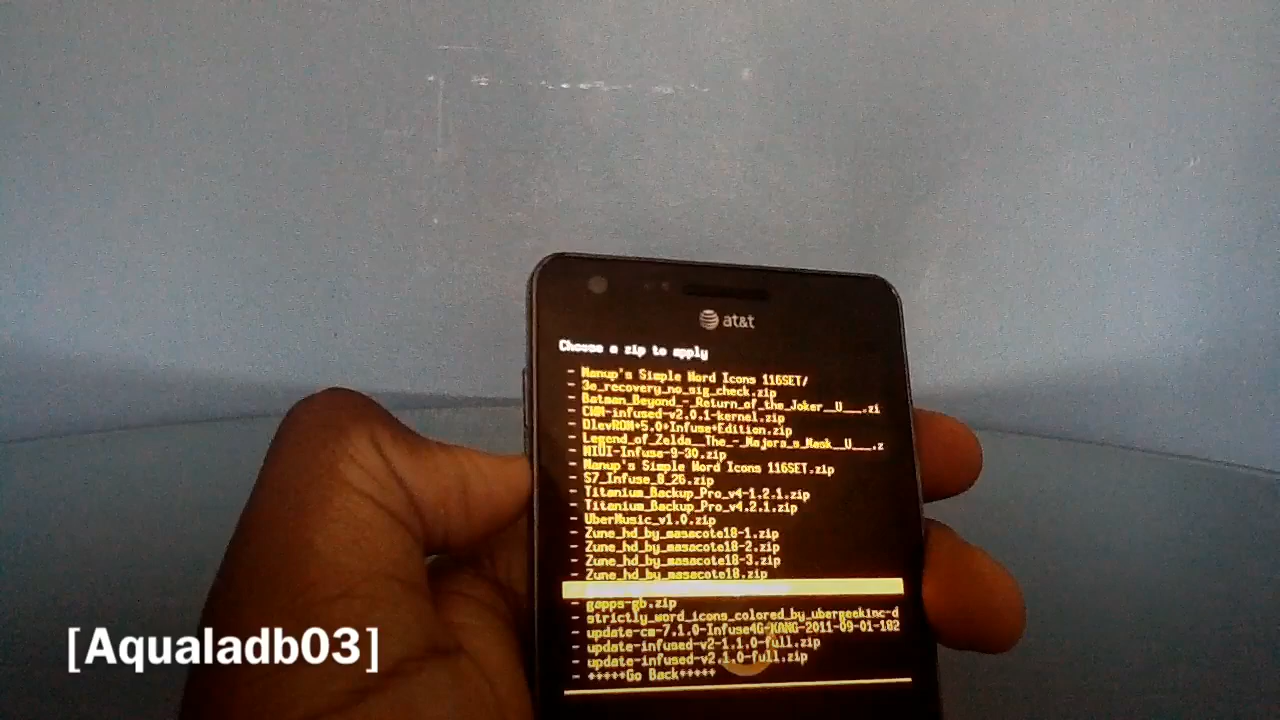 at&t
Choose a zip to apply
- Manup's Simple Word Icons 116SET/
- 3e_recovery_no_sig_check.zip
- Batman_Beyond_-_Return_of_the_Joker__U___.zi
- CWM-infused-v2.0.1-kernel.zip
- DlevROM+5.0+Infuse+Edition.zip
- Legend_of_Zelda__The_-_Majora_s_Mask__U___.z
- MIUI-Infuse-9-30.zip
- Manup's Simple Word Icons 116SET.zip
- S7_Infuse_8_26.zip
- Titanium_Backup_Pro_v4-1.2.1.zip
- Titanium_Backup_Pro_v4.2.1.zip
- UberMusic_v1.0.zip
- Zune_hd_by_masacote18-1.zip
- Zune_hd_by_masacote18-2.zip
- Zune_hd_by_masacote18-3.zip
- Zune_hd_by_masacote18.zip
- gapps-gb.zip
- strictly_word_icons_colored_by_ubergeekinc-d
- update-cm-7.1.0-Infuse4G-KANG-2011-09-01-182
- update-infused-v2-1.1.0-full.zip
- update-infused-v2.1.0-full.zip
- +++++Go Back+++++
[Aqualadb03]